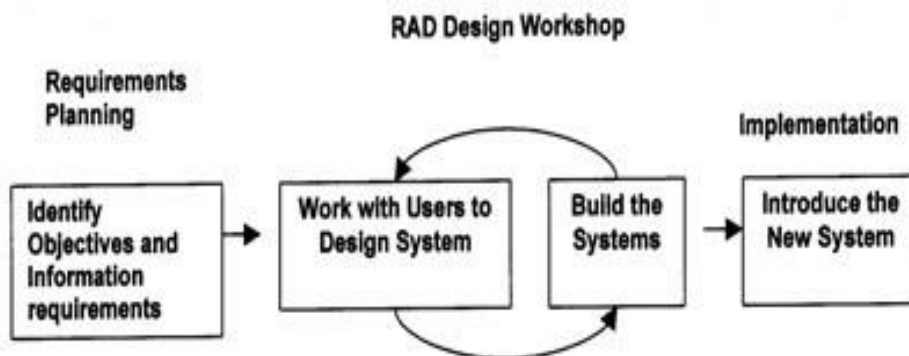 RAD Design Workshop
Requirements
Planning
Implementation
Identify
Objectives and
Information
requirements
Work with Users to
Design System
Build the
Systems
Introduce the
New System